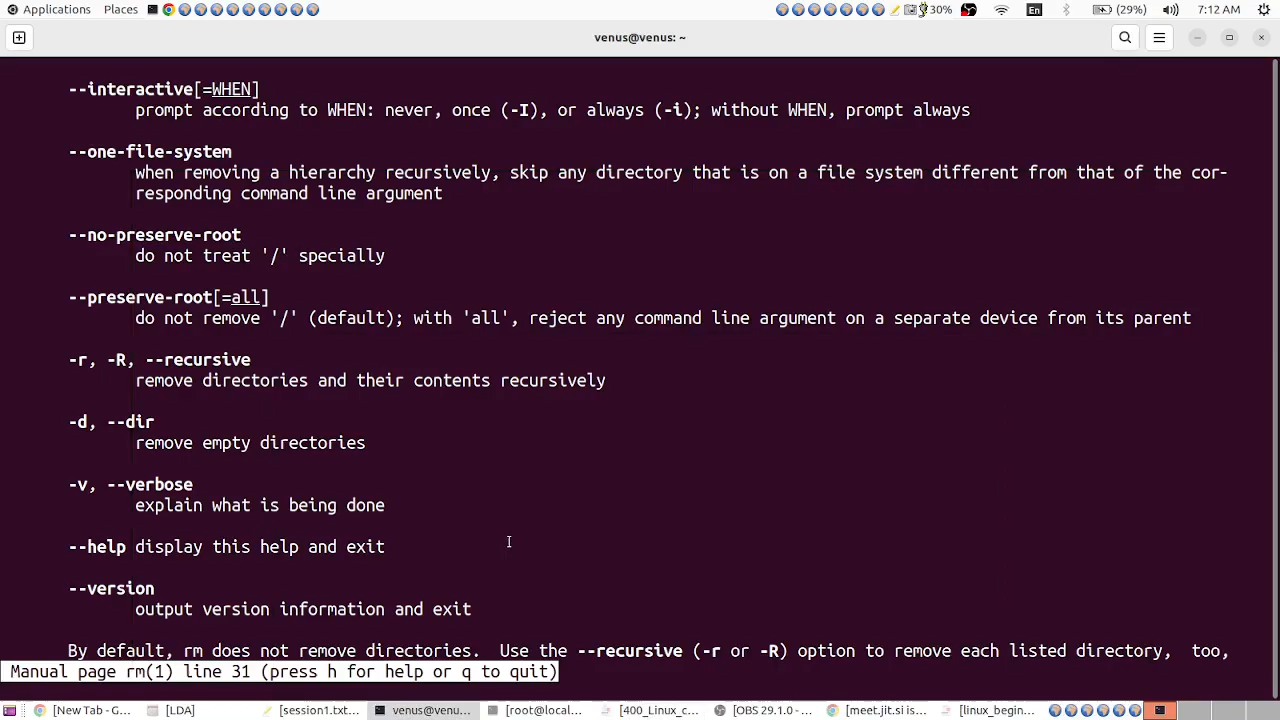 Applications Places 30% En (29%) 7:12 AM
venus@venus: ~
--interactive[=WHEN]
prompt according to WHEN: never, once (-I), or always (-i); without WHEN, prompt always
--one-file-system
when removing a hierarchy recursively, skip any directory that is on a file system different from that of the cor-
responding command line argument
--no-preserve-root
do not treat '/' specially
--preserve-root[=all]
do not remove '/' (default); with 'all', reject any command line argument on a separate device from its parent
-r, -R, --recursive
remove directories and their contents recursively
-d, --dir
remove empty directories
-v, --verbose
explain what is being done
--help display this help and exit
--version
output version information and exit
By default, rm does not remove directories. Use the --recursive (-r or -R) option to remove each listed directory, too,
Manual page rm(1) line 31 (press h for help or q to quit)
[New Tab - G... [LDA] [session1.txt... venus@venu... [root@local... [400_Linux_c... [OBS 29.1.0 -... [meet.jit.si is... [linux_beginn...